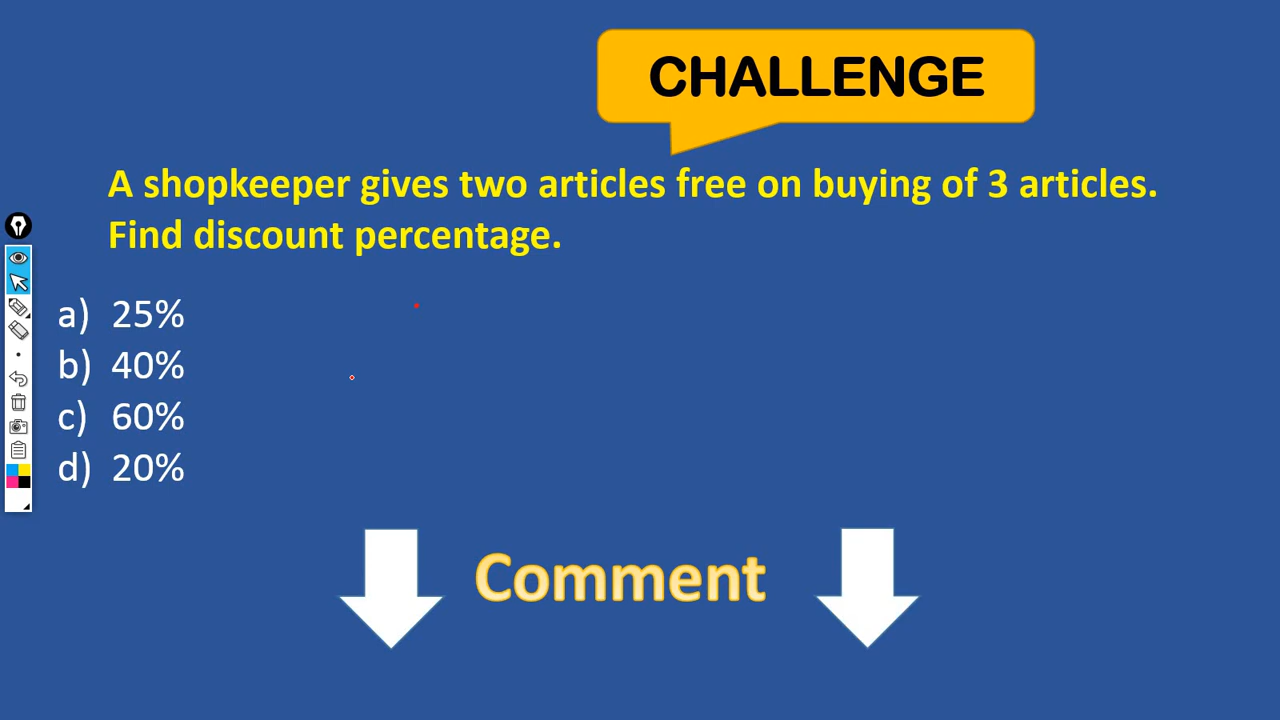 CHALLENGE
A shopkeeper gives two articles free on buying of 3 articles.
Find discount percentage.
a) 25%
b) 40%
c) 60%
d) 20%
Comment